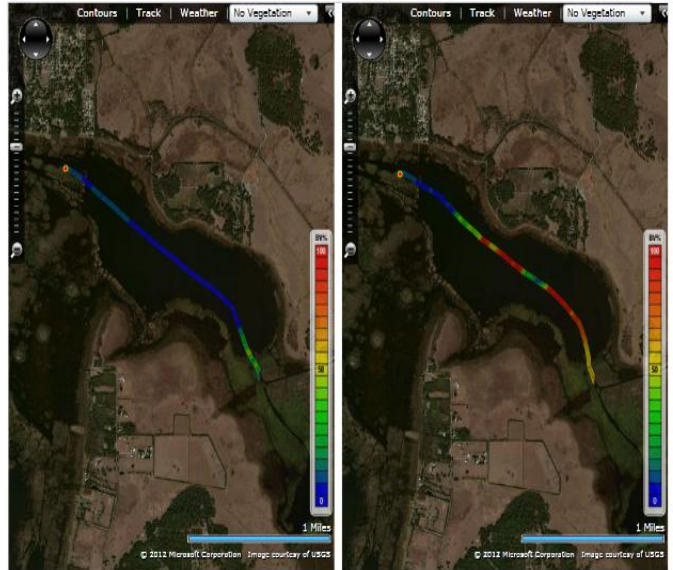 Contours | Track | Weather No Vegetation
BV%
100
50
0
1 Miles
© 2012 Microsoft Corporation Image courtesy of USGS
Contours | Track | Weather No Vegetation
BV%
100
50
0
1 Miles
© 2012 Microsoft Corporation Image courtesy of USGS